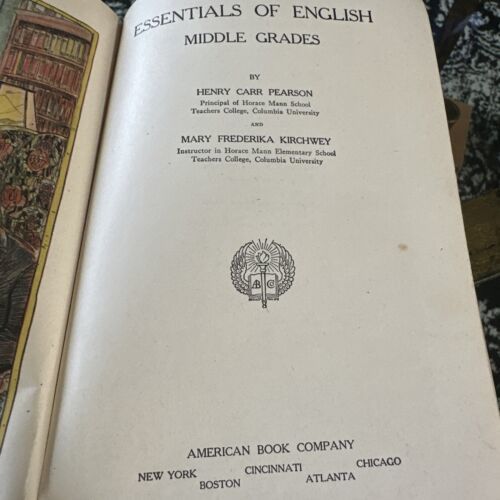 ESSENTIALS OF ENGLISH
MIDDLE GRADES
BY
HENRY CARR PEARSON
Principal of Horace Mann School
Teachers College, Columbia University
AND
MARY FREDERIKA KIRCHWEY
Instructor in Horace Mann Elementary School
Teachers College, Columbia University
ABC
AMERICAN BOOK COMPANY
NEW YORK CINCINNATI CHICAGO
BOSTON ATLANTA